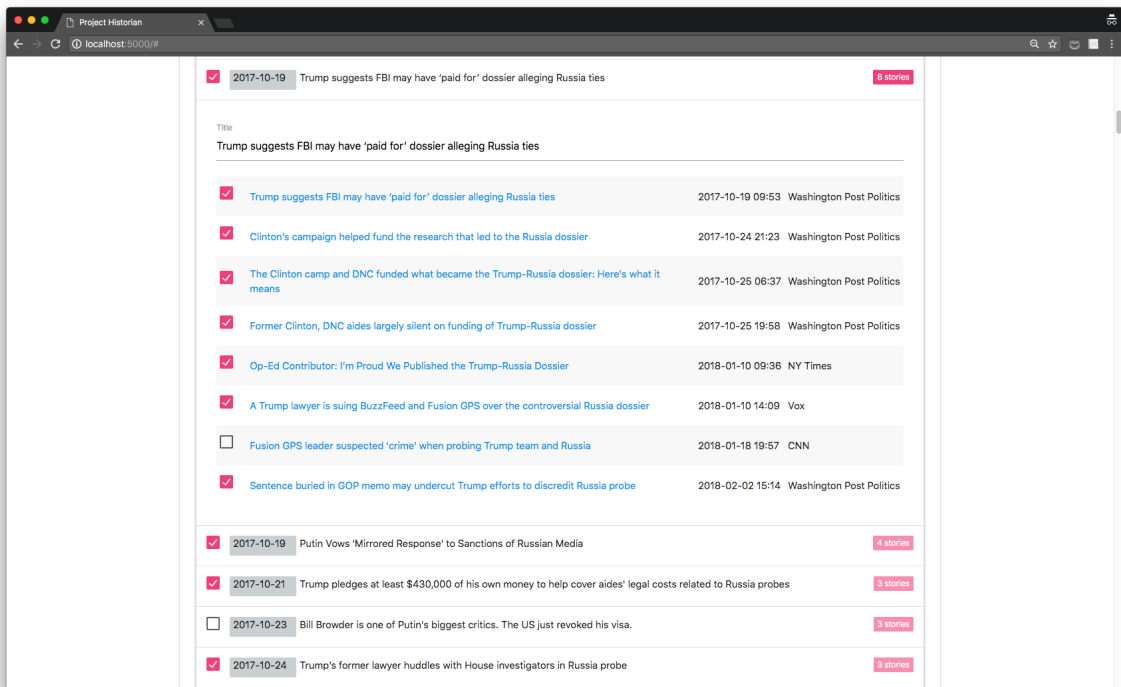 Project Historian
localhost:5000/#
2017-10-19 Trump suggests FBI may have ‘paid for’ dossier alleging Russia ties 8 stories
Title
Trump suggests FBI may have ‘paid for’ dossier alleging Russia ties
Trump suggests FBI may have ‘paid for’ dossier alleging Russia ties 2017-10-19 09:53 Washington Post Politics
Clinton’s campaign helped fund the research that led to the Russia dossier 2017-10-24 21:23 Washington Post Politics
The Clinton camp and DNC funded what became the Trump-Russia dossier: Here's what it
means 2017-10-25 06:37 Washington Post Politics
Former Clinton, DNC aides largely silent on funding of Trump-Russia dossier 2017-10-25 19:58 Washington Post Politics
Op-Ed Contributor: I’m Proud We Published the Trump-Russia Dossier 2018-01-10 09:36 NY Times
A Trump lawyer is suing BuzzFeed and Fusion GPS over the controversial Russia dossier 2018-01-10 14:09 Vox
Fusion GPS leader suspected 'crime' when probing Trump team and Russia 2018-01-18 19:57 CNN
Sentence buried in GOP memo may undercut Trump efforts to discredit Russia probe 2018-02-02 15:14 Washington Post Politics
2017-10-19 Putin Vows 'Mirrored Response' to Sanctions of Russian Media 4 stories
2017-10-21 Trump pledges at least $430,000 of his own money to help cover aides' legal costs related to Russia probes 3 stories
2017-10-23 Bill Browder is one of Putin's biggest critics. The US just revoked his visa. 3 stories
2017-10-24 Trump’s former lawyer huddles with House investigators in Russia probe 3 stories